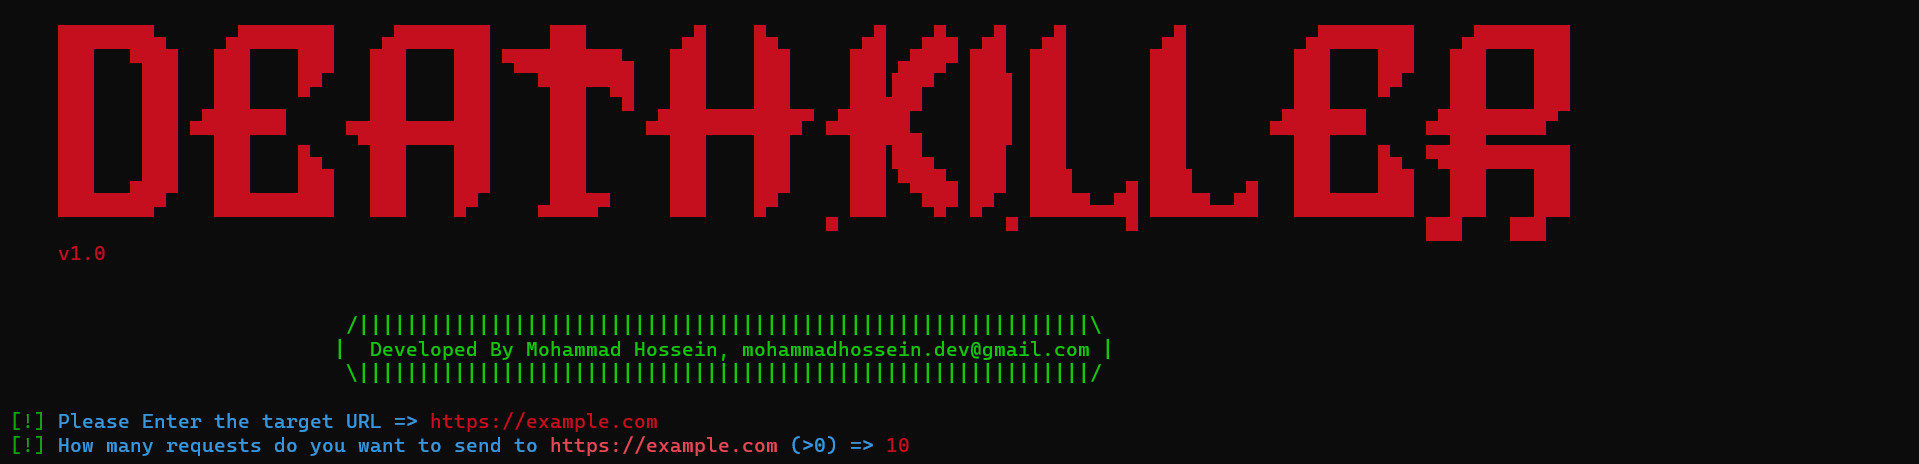 DEATHKILLER
v1.0
/|||||||||||||||||||||||||||||||||||||||||||||||||||||||||||||\
|  Developed By Mohammad Hossein, mohammadhossein.dev@gmail.com |
\|||||||||||||||||||||||||||||||||||||||||||||||||||||||||||||/
[!] Please Enter the target URL => https://example.com
[!] How many requests do you want to send to https://example.com (>0) => 10